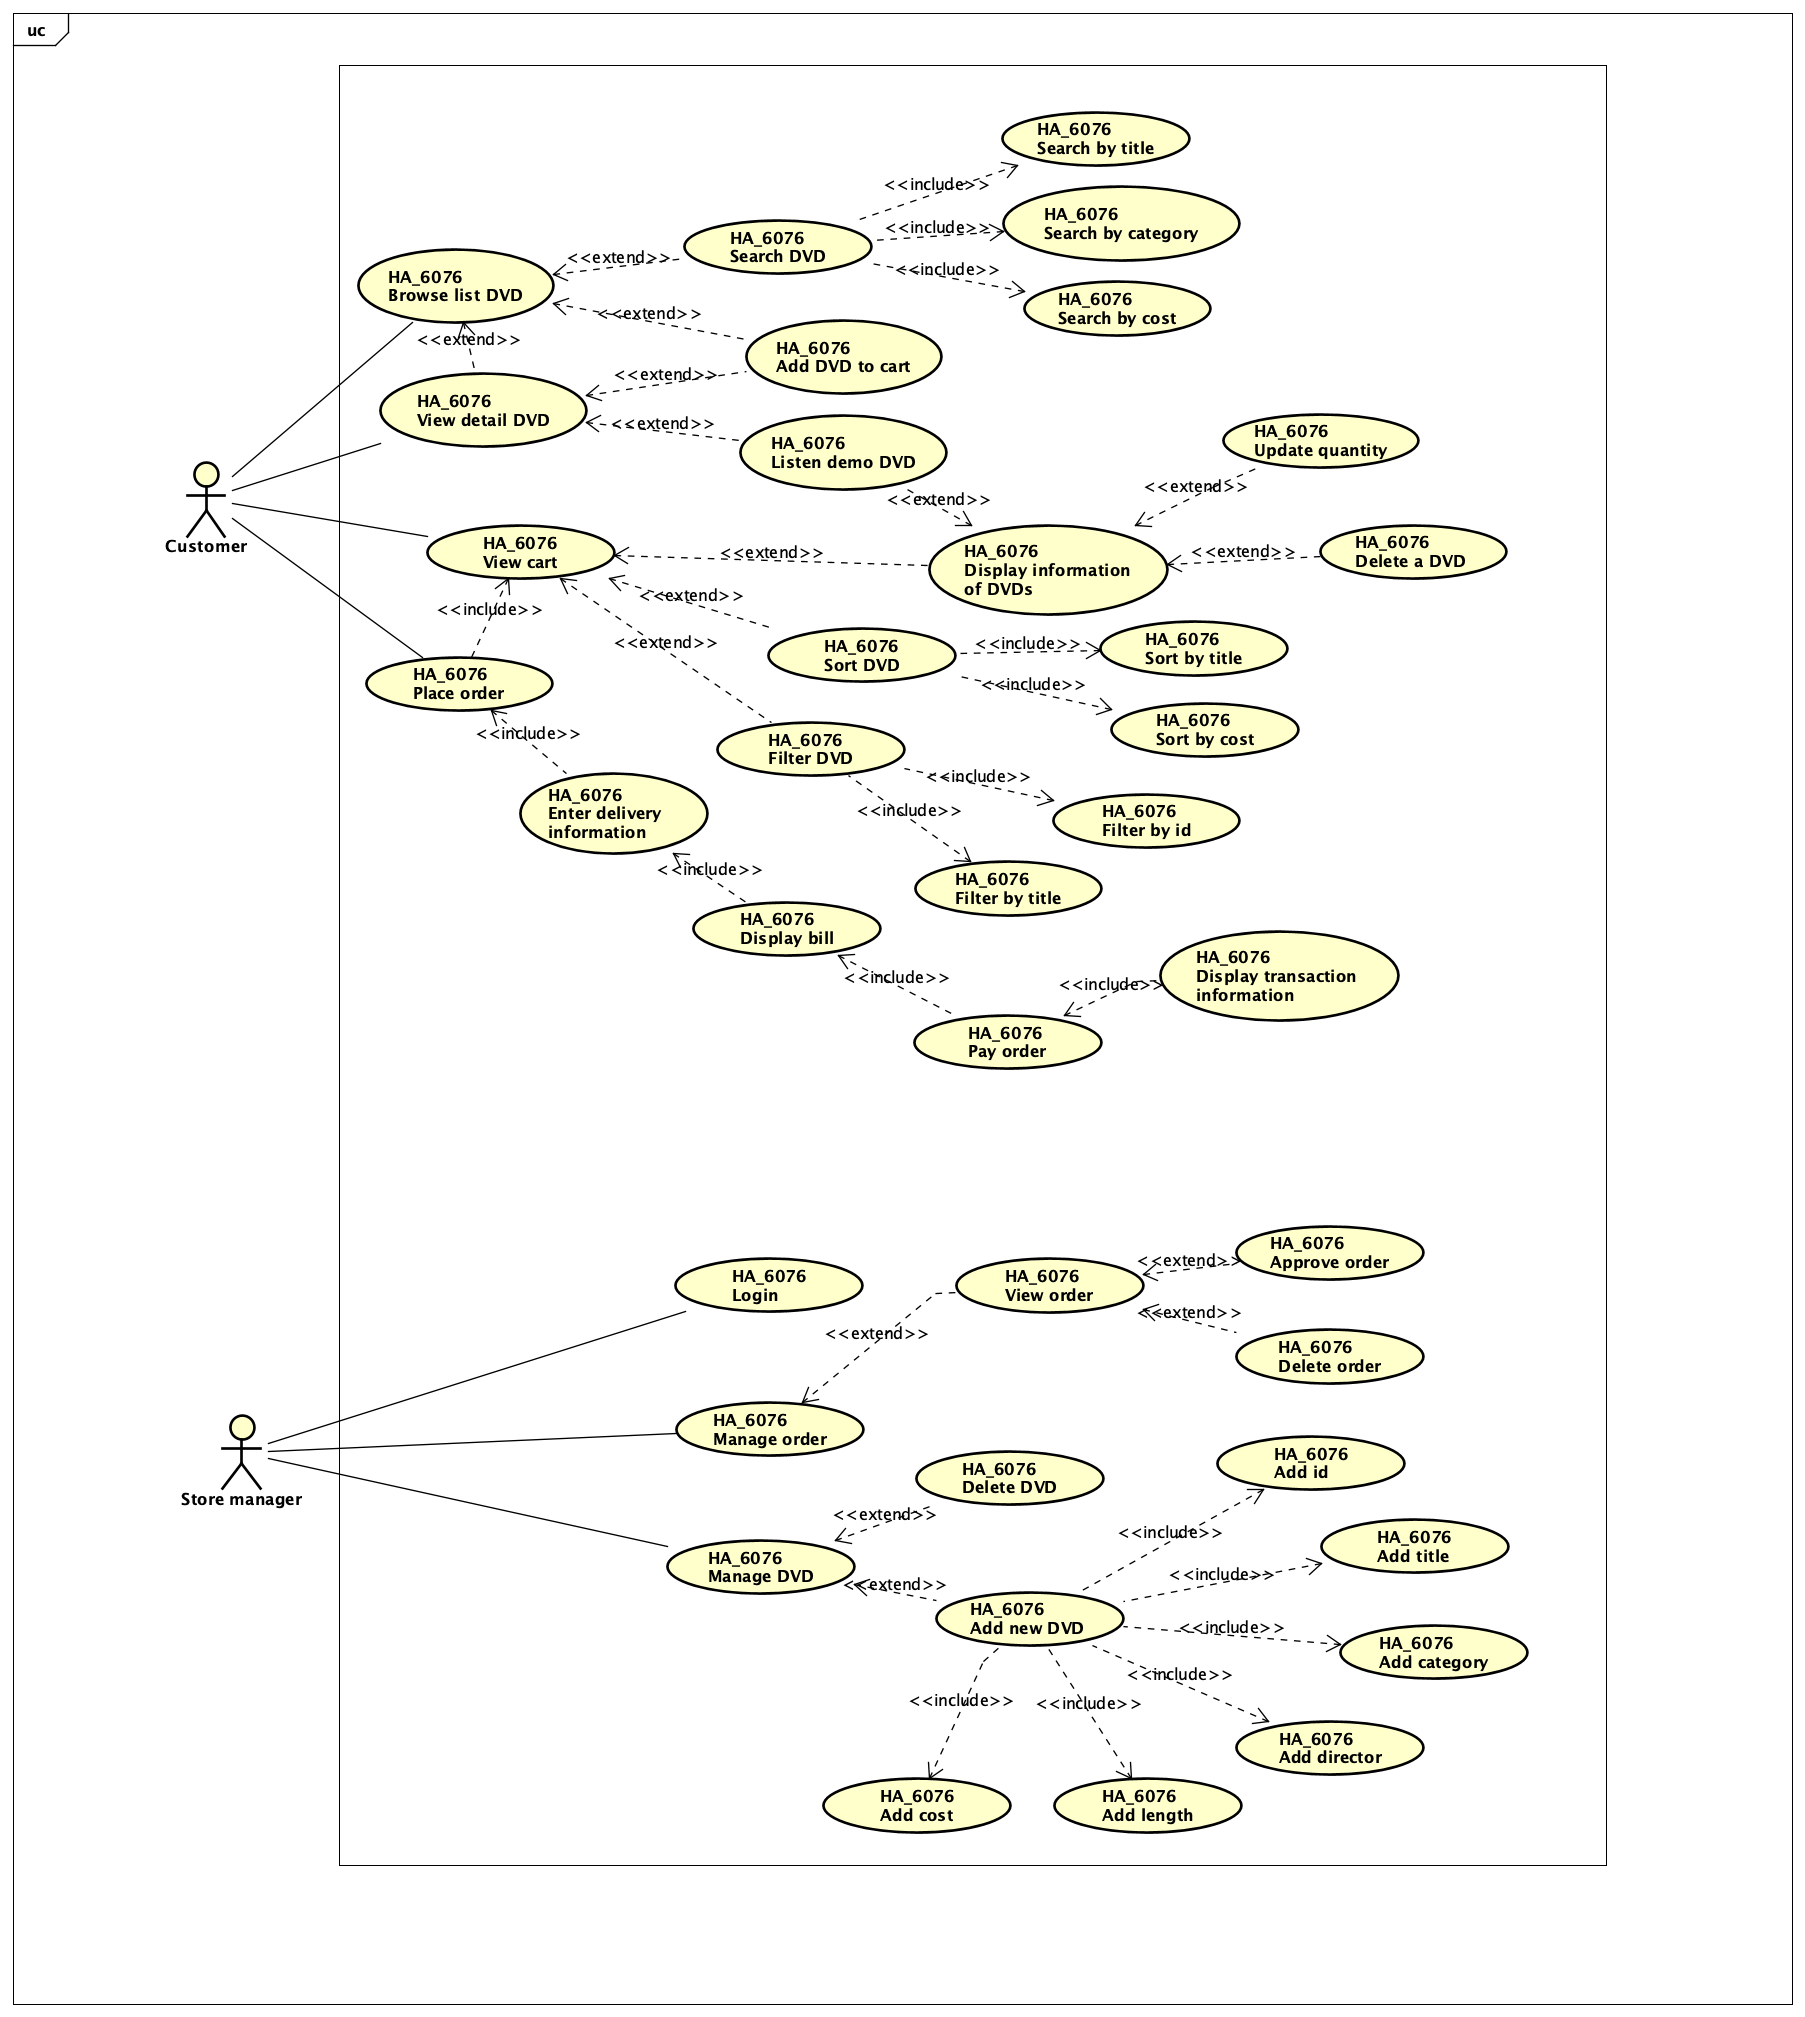 uc
HA_6076
Search by title
<<include>>
HA_6076
Search by category
<<include>>
HA_6076
Search DVD
<<extend>>
HA_6076
Browse list DVD
<<include>>
HA_6076
Search by cost
<<extend>>
<<extend>>
HA_6076
Add DVD to cart
<<extend>>
HA_6076
View detail DVD
<<extend>>
HA_6076
Listen demo DVD
HA_6076
Update quantity
<<extend>>
<<extend>>
Customer
HA_6076
View cart
<<extend>>
HA_6076
Display information
of DVDs
<<extend>>
HA_6076
Delete a DVD
<<include>>
<<extend>>
<<extend>>
HA_6076
Sort DVD
<<include>>
HA_6076
Sort by title
HA_6076
Place order
<<include>>
HA_6076
Sort by cost
<<include>>
HA_6076
Filter DVD
<<include>>
HA_6076
Enter delivery
information
<<include>>
HA_6076
Filter by id
<<include>>
HA_6076
Filter by title
HA_6076
Display bill
<<include>>
<<include>>
HA_6076
Display transaction
information
HA_6076
Pay order
HA_6076
Login
HA_6076
View order
<<extend>>
HA_6076
Approve order
<<extend>>
<<extend>>
HA_6076
Delete order
HA_6076
Manage order
Store manager
HA_6076
Delete DVD
<<extend>>
HA_6076
Add id
<<include>>
HA_6076
Add title
HA_6076
Manage DVD
<<extend>>
<<include>>
HA_6076
Add new DVD
<<include>>
HA_6076
Add category
<<include>>
<<include>>
<<include>>
HA_6076
Add director
HA_6076
Add cost
HA_6076
Add length